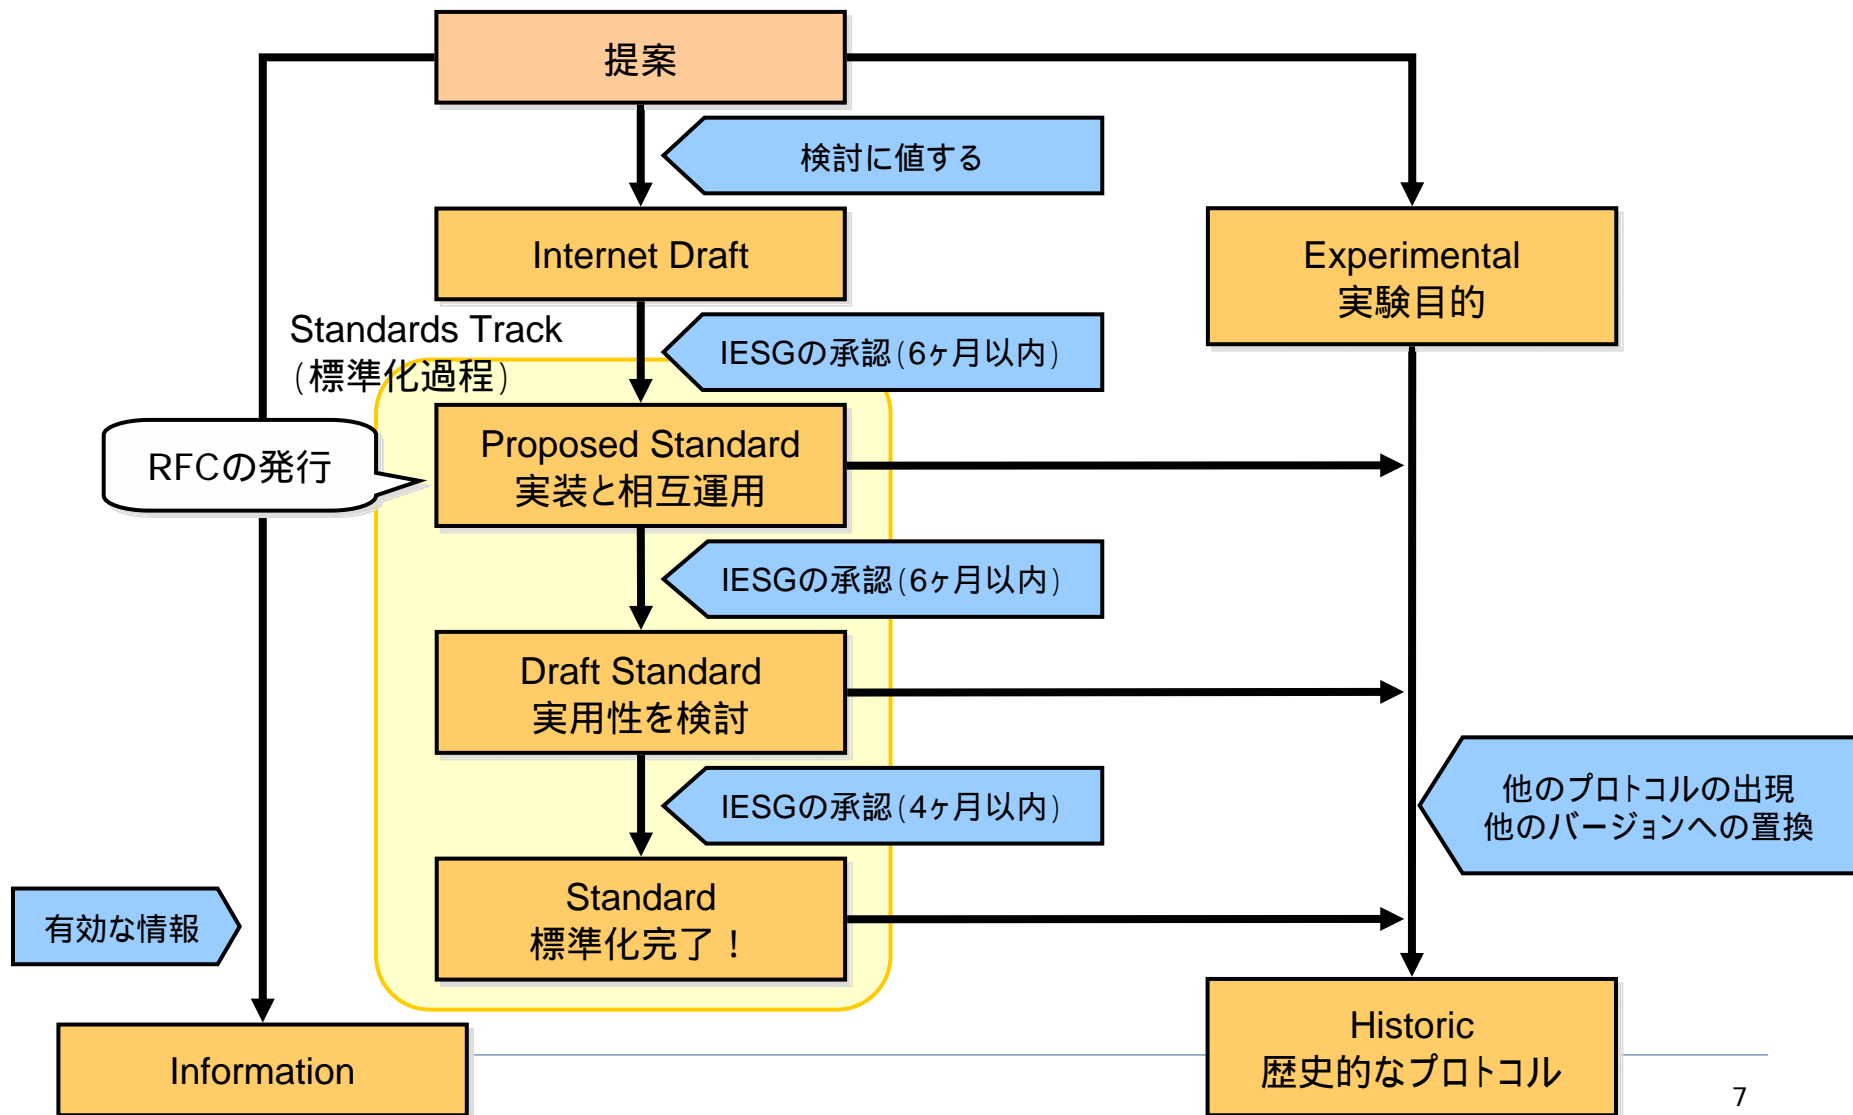 提案
検討に値する
Internet Draft
Experimental
実験目的
Standards Track
(標準化過程)
IESGの承認(6ヶ月以内)
RFCの発行
Proposed Standard
実装と相互運用
IESGの承認(6ヶ月以内)
Draft Standard
実用性を検討
他のプロトコルの出現
他のバージョンへの置換
IESGの承認(4ヶ月以内)
有効な情報
Standard
標準化完了！
Information
Historic
歴史的なプロトコル
7